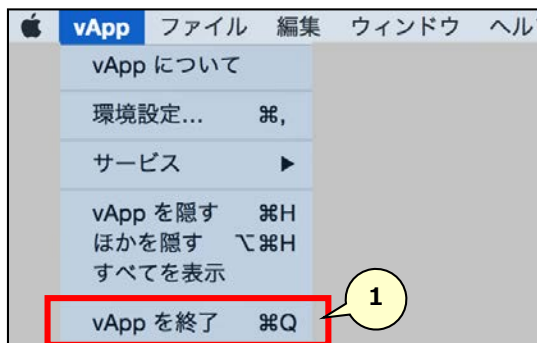 vApp ファイル 編集 ウィンドウ ヘル
vApp について
環境設定... ⌘,
サービス ▶
vApp を隠す ⌘H
ほかを隠す ⌥⌘H
すべてを表示
vApp を終了 ⌘Q
1